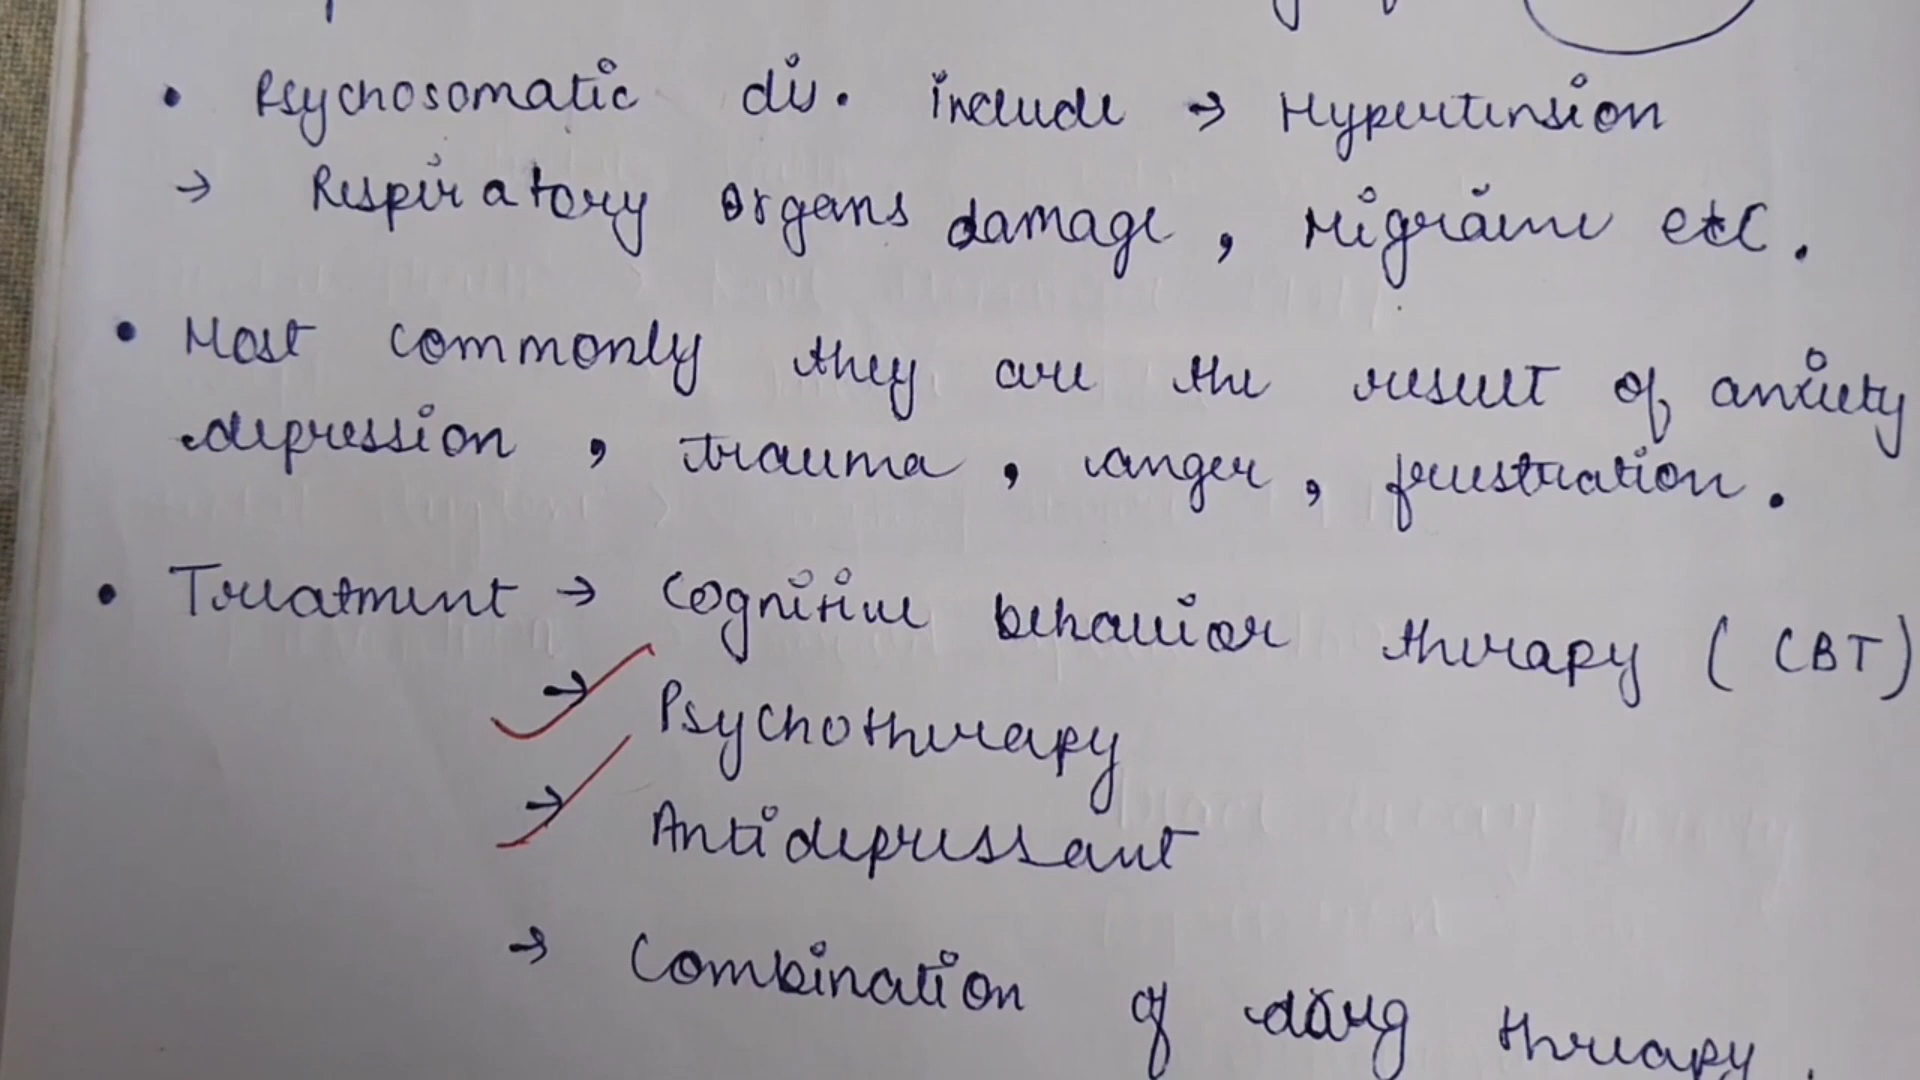 • Psychosomatic dis. include → Hypertension
→ Respiratory organs damage, Migraine etc.
• Most commonly they are the result of anxiety
depression, trauma, anger, frustration.
• Treatment → Cognitive behavior therapy (CBT)
→ Psychotherapy
→ Antidepressant
→ Combination of drug therapy.